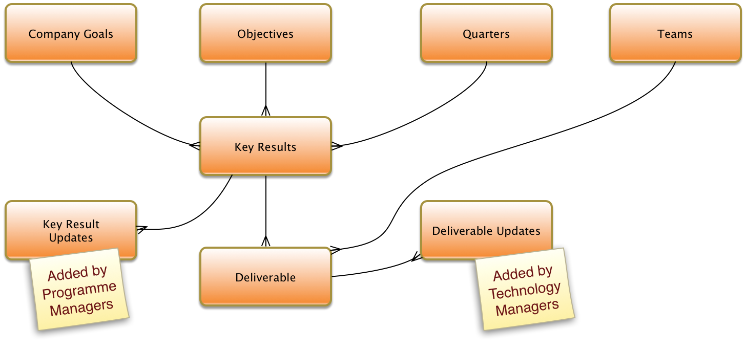 Company Goals
Objectives
Quarters
Teams
Key Results
Key Result
Updates
Deliverable Updates
Deliverable
Added by
Programme
Managers
Added by
Technology
Managers